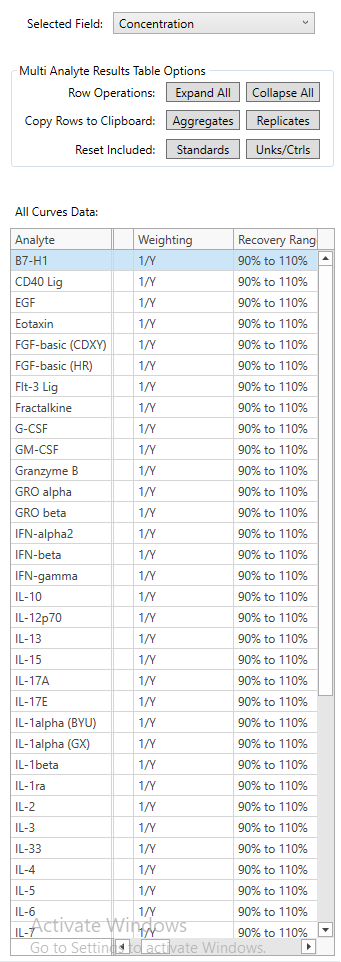 Selected Field: Concentration
Multi Analyte Results Table Options
Row Operations: Expand All Collapse All
Copy Rows to Clipboard: Aggregates Replicates
Reset Included: Standards Unks/Ctrls
All Curves Data:
Analyte Weighting Recovery Rang
B7-H1 1/Y 90% to 110%
CD40 Lig 1/Y 90% to 110%
EGF 1/Y 90% to 110%
Eotaxin 1/Y 90% to 110%
FGF-basic (CDXY) 1/Y 90% to 110%
FGF-basic (HR) 1/Y 90% to 110%
Flt-3 Lig 1/Y 90% to 110%
Fractalkine 1/Y 90% to 110%
G-CSF 1/Y 90% to 110%
GM-CSF 1/Y 90% to 110%
Granzyme B 1/Y 90% to 110%
GRO alpha 1/Y 90% to 110%
GRO beta 1/Y 90% to 110%
IFN-alpha2 1/Y 90% to 110%
IFN-beta 1/Y 90% to 110%
IFN-gamma 1/Y 90% to 110%
IL-10 1/Y 90% to 110%
IL-12p70 1/Y 90% to 110%
IL-13 1/Y 90% to 110%
IL-15 1/Y 90% to 110%
IL-17A 1/Y 90% to 110%
IL-17E 1/Y 90% to 110%
IL-1alpha (BYU) 1/Y 90% to 110%
IL-1alpha (GX) 1/Y 90% to 110%
IL-1beta 1/Y 90% to 110%
IL-1ra 1/Y 90% to 110%
IL-2 1/Y 90% to 110%
IL-3 1/Y 90% to 110%
IL-33 1/Y 90% to 110%
IL-4 1/Y 90% to 110%
IL-5 1/Y 90% to 110%
IL-6 1/Y 90% to 110%
IL-7 1/Y 90% to 110%
Activate Windows
Go to Settings to activate Windows.